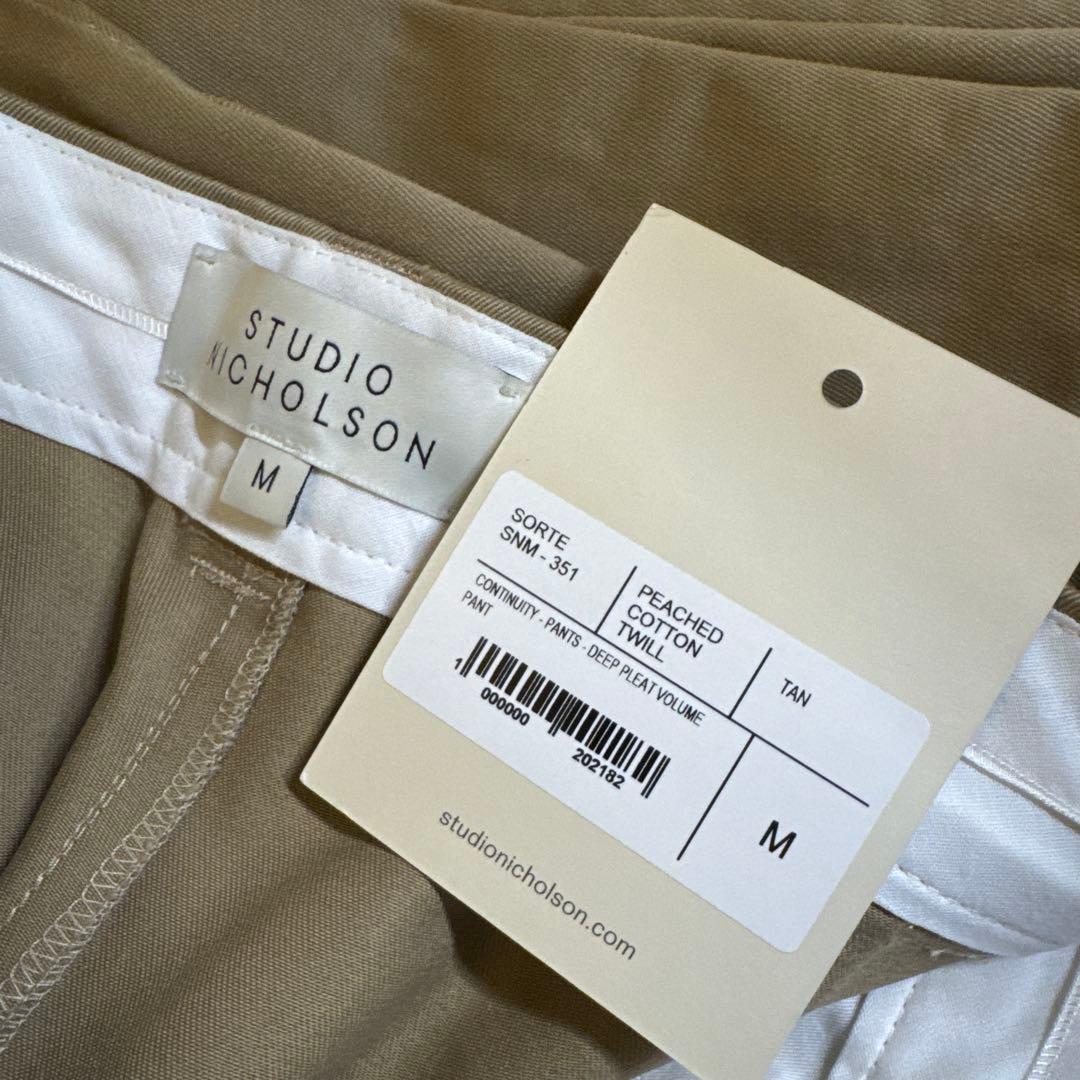 STUDIO
NICHOLSON
M
SORTE
SNM - 351
PEACHED
COTTON
TWILL
TAN
CONTINUITY - PANTS - DEEP PLEAT VOLUME
PANT
1 000000 202182
M
studionicholson.com